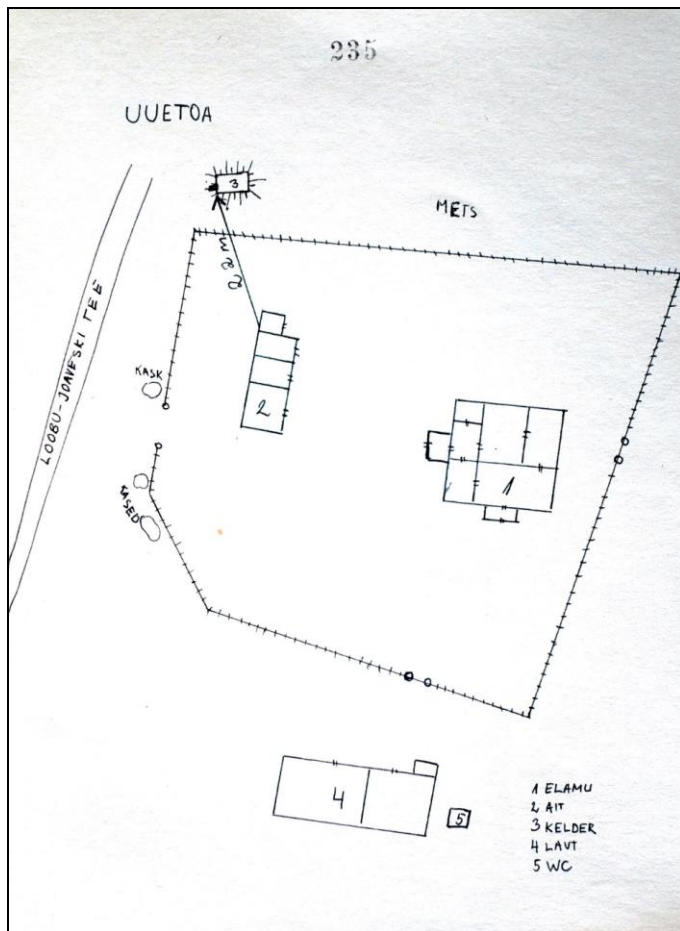 235
UUETOA
3
METS
22 M
LOOBU-JOAVESKI TEE
KASK
2
1
KASED
4
5
1 ELAMU
2 AIT
3 KELDER
4 LAUT
5 WC